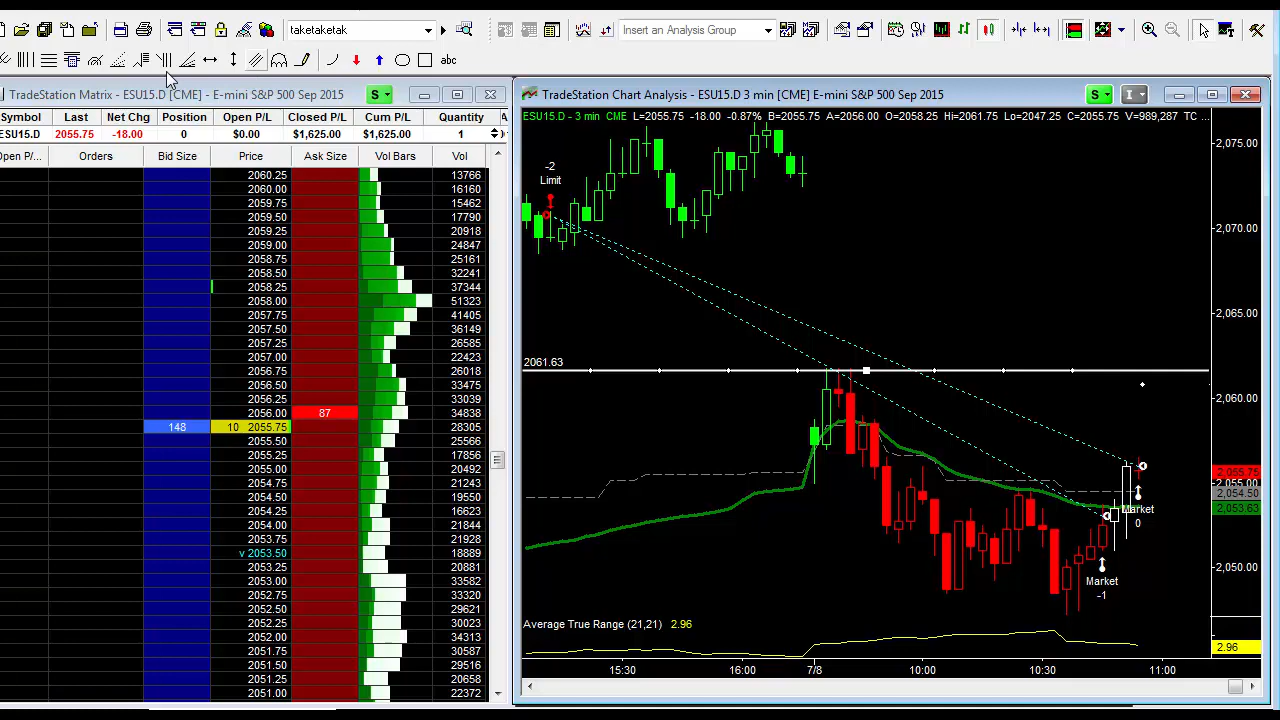 taketaketak
Insert an Analysis Group
abc
TradeStation Matrix - ESU15.D [CME] - E-mini S&P 500 Sep 2015
S
Symbol Last Net Chg Position Open P/L Closed P/L Cum P/L Quantity A
ESU15.D 2055.75 -18.00 0 $0.00 $1,625.00 $1,625.00 1
Open P/... Orders Bid Size Price Ask Size Vol Bars Vol
2060.25 13766
2060.00 16160
2059.75 15462
2059.50 17790
2059.25 20918
2059.00 24847
2058.75 25161
2058.50 32241
2058.25 37344
2058.00 51323
2057.75 41405
2057.50 36149
2057.25 26585
2057.00 22423
2056.75 26018
2056.50 33475
2056.25 33039
2056.00 87 34838
148 10 2055.75 28305
2055.50 25566
2055.25 17856
2055.00 20492
2054.75 21290
2054.50 19550
2054.25 16623
2054.00 21844
2053.75 22528
v 2053.50 18889
2053.25 20881
2053.00 33582
2052.75 33320
2052.50 29621
2052.25 30023
2052.00 34313
2051.75 29057
2051.50 29516
2051.25 20658
2051.00 22372
TradeStation Chart Analysis - ESU15.D 3 min [CME] E-mini S&P 500 Sep 2015
S
I
ESU15.D - 3 min CME L=2055.75 -18.00 -0.87% B=2055.75 A=2056.00 O=2058.25 Hi=2061.75 Lo=2047.25 C=2055.75 V=989,287 TC ...
2,075.00
-2
Limit
2,070.00
2,065.00
2061.63
2,060.00
2,055.75
2,055.00
2,054.50
2,053.63
Market
0
Market
-1
2,050.00
Average True Range (21,21) 2.96
2.96
15:30 16:00 7/8 10:00 10:30 11:00